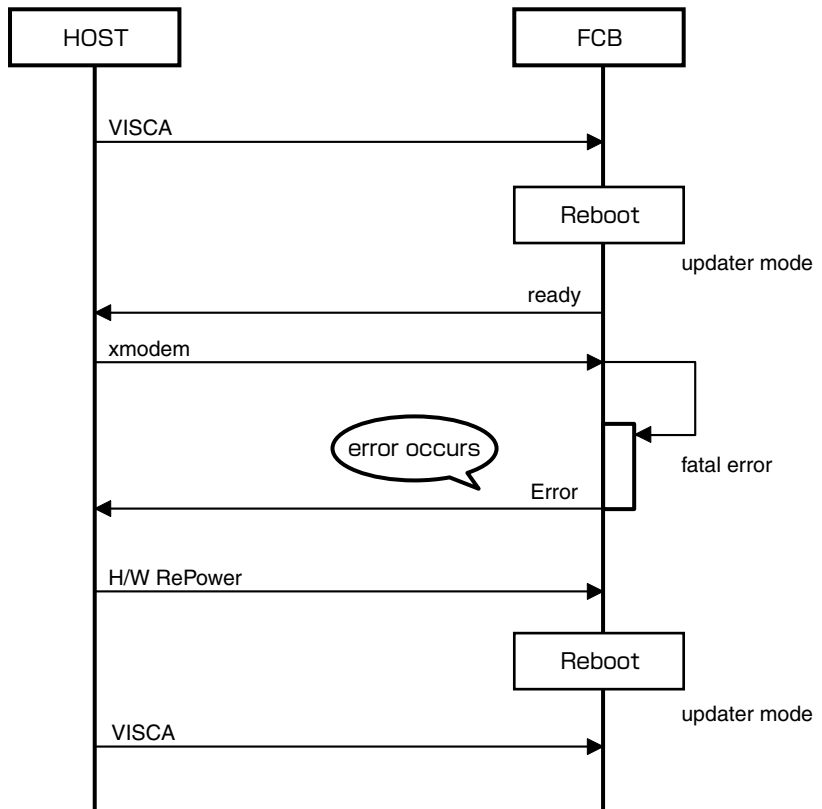 HOST
FCB
VISCA
Reboot
updater mode
ready
xmodem
error occurs
fatal error
Error
H/W RePower
Reboot
updater mode
VISCA